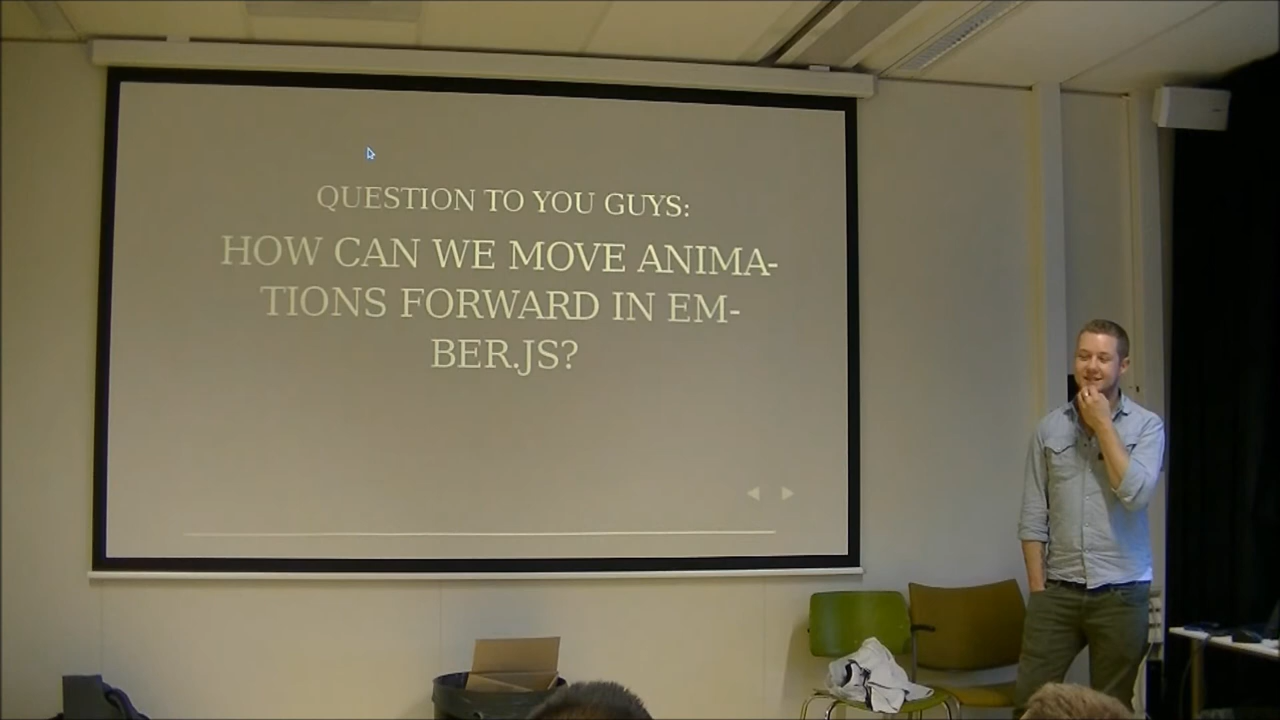 QUESTION TO YOU GUYS:
HOW CAN WE MOVE ANIMA-
TIONS FORWARD IN EM-
BER.JS?